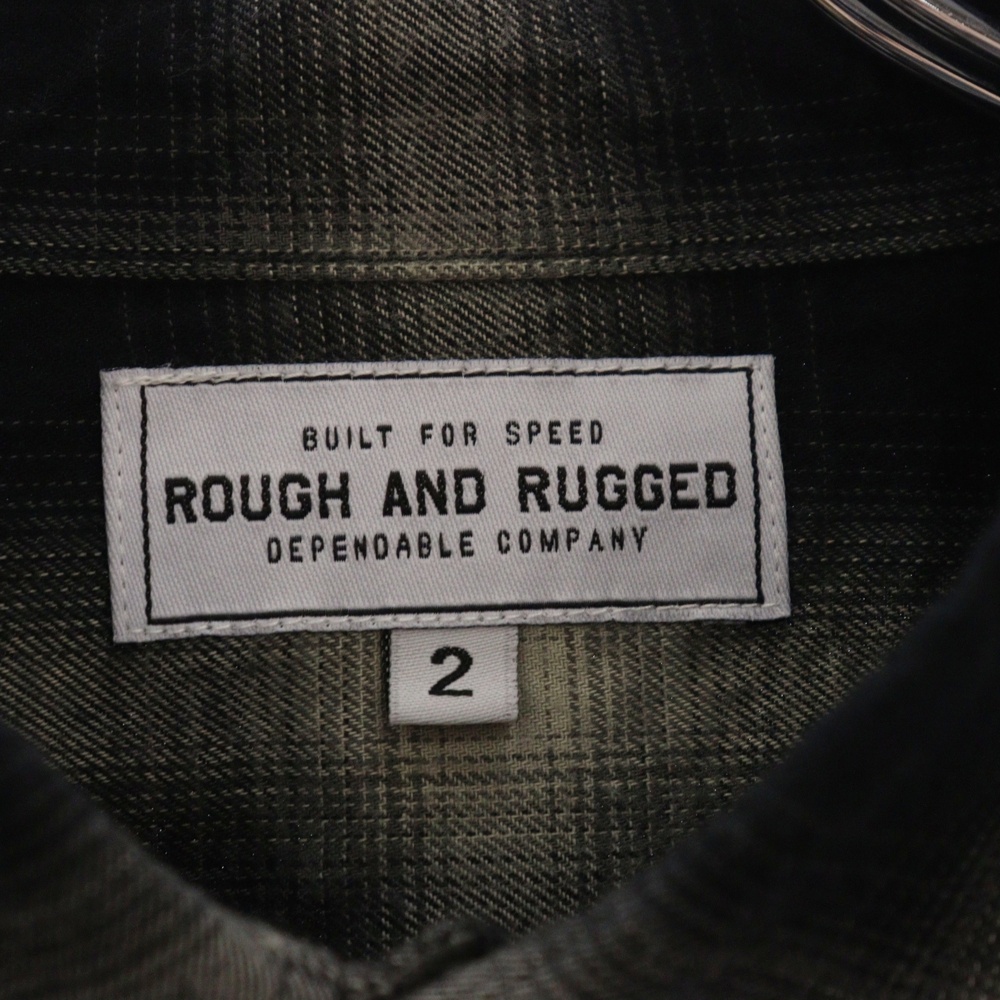 BUILT FOR SPEED
ROUGH AND RUGGED
DEPENDABLE COMPANY
2